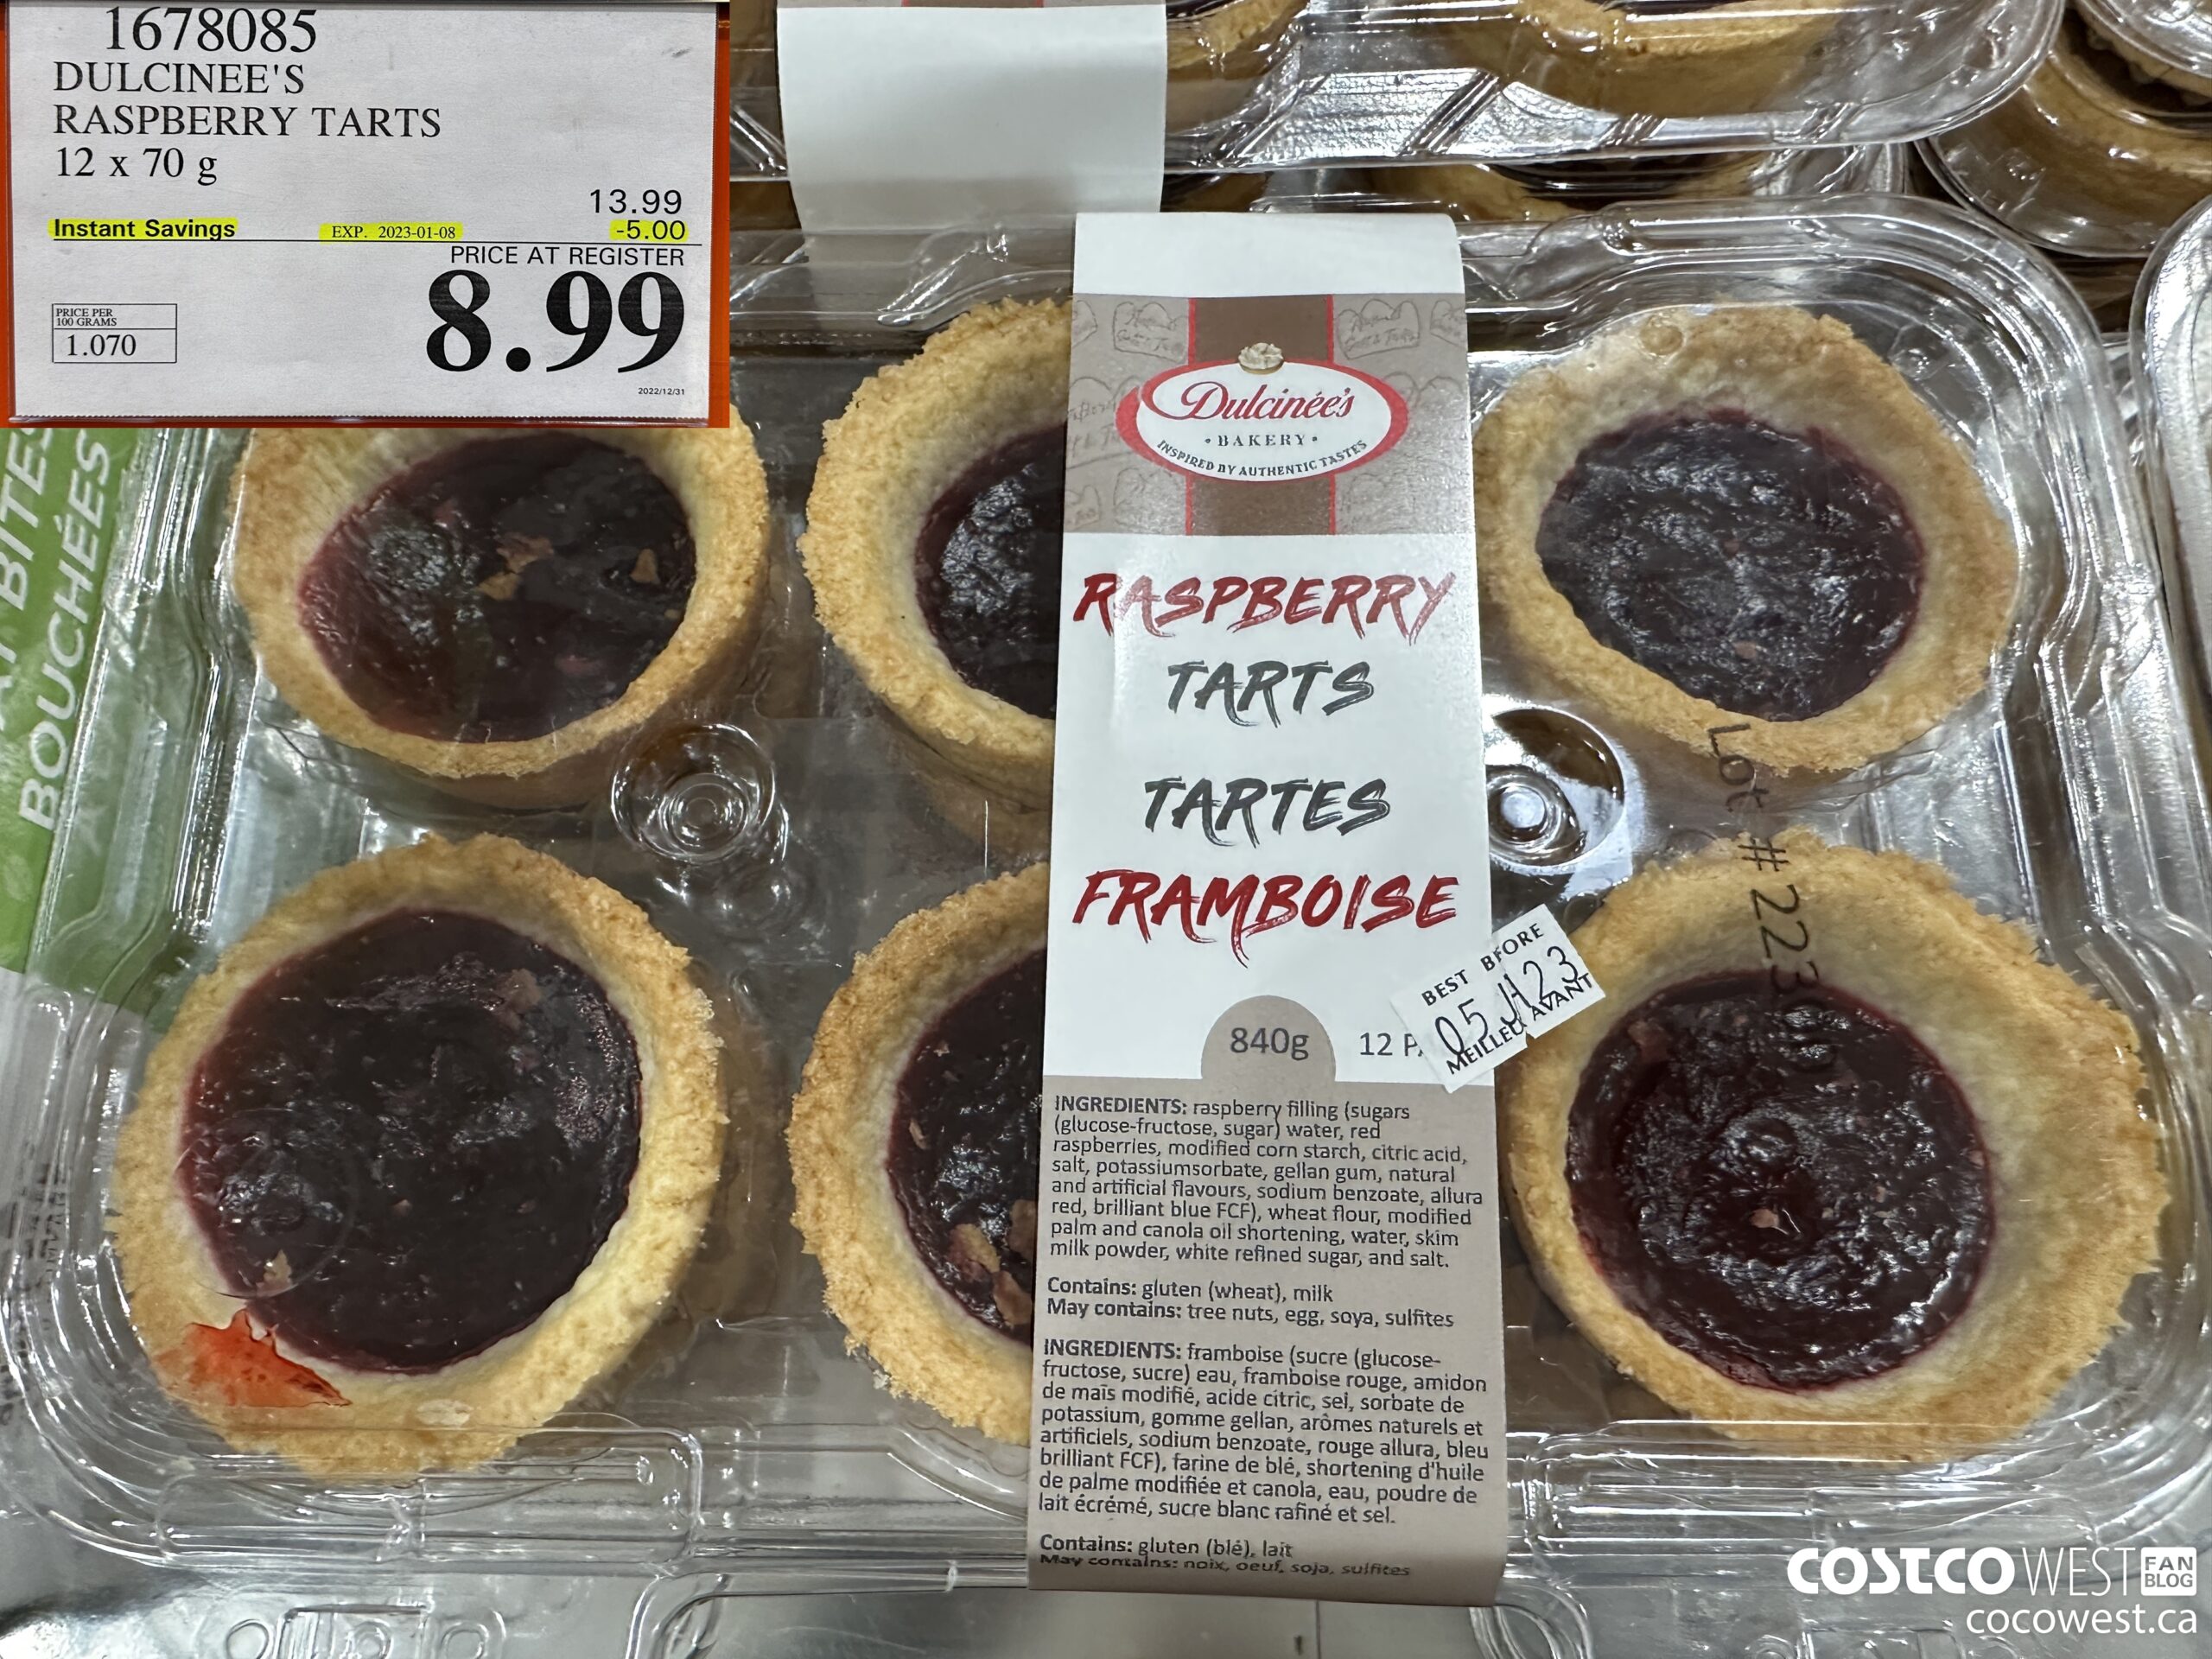 1678085
DULCINEE'S
RASPBERRY TARTS
12 x 70 g
13.99
Instant Savings EXP. 2023-01-08 -5.00
PRICE AT REGISTER
8.99
PRICE PER
100 GRAMS
1.070
2022/12/31
BITES
BOUCHÉES
Dulcinée's
• BAKERY •
INSPIRED BY AUTHENTIC TASTES
RASPBERRY
TARTS
TARTES
FRAMBOISE
840g 12
BEST BFORE
05 JA 23
AVANT
Lot #223
INGREDIENTS: raspberry filling (sugars
(glucose-fructose, sugar) water, red
raspberries, modified corn starch, citric acid,
salt, potassiumsorbate, gellan gum, natural
and artificial flavours, sodium benzoate, allura
red, brilliant blue FCF), wheat flour, modified
palm and canola oil shortening, water, skim
milk powder, white refined sugar, and salt.
Contains: gluten (wheat), milk
May contains: tree nuts, egg, soya, sulfites
INGREDIENTS: framboise (sucre (glucose-
fructose, sucre) eau, framboise rouge, amidon
de maïs modifié, acide citric, sel, sorbate de
potassium, gomme gellan, arômes naturels et
artificiels, sodium benzoate, rouge allura, bleu
brilliant FCF), farine de blé, shortening d'huile
de palme modifiée et canola, eau, poudre de
lait écrémé, sucre blanc rafiné et sel.
Contains: gluten (blé), lait
May contains: noix, oeuf, soja, sulfites
COSTCO WEST FAN BLOG
cocowest.ca